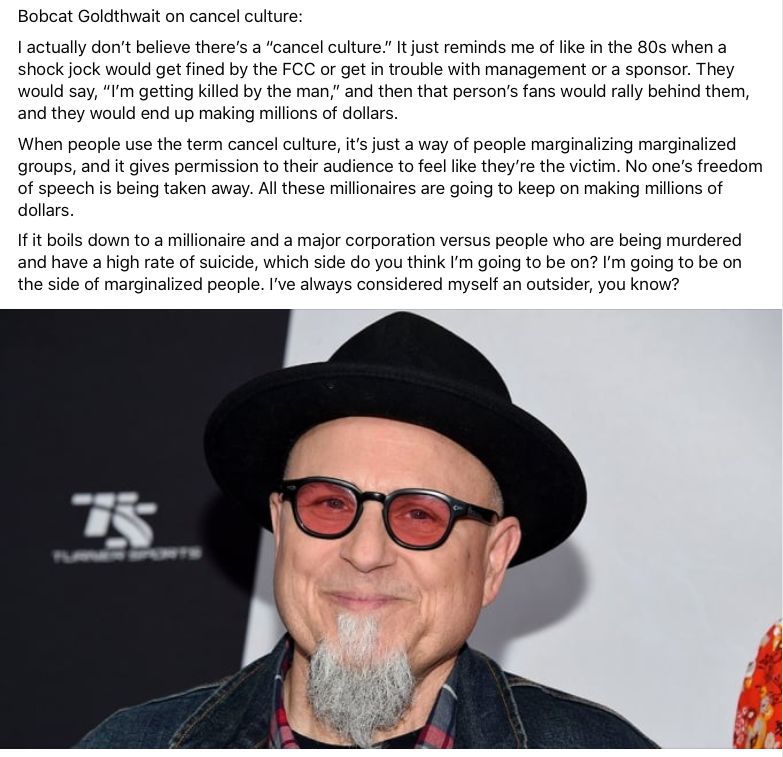 Bobcat Goldthwait on cancel culture:
I actually don’t believe there’s a “cancel culture.” It just reminds me of like in the 80s when a
shock jock would get fined by the FCC or get in trouble with management or a sponsor. They
would say, “I’m getting killed by the man,” and then that person’s fans would rally behind them,
and they would end up making millions of dollars.
When people use the term cancel culture, it’s just a way of people marginalizing marginalized
groups, and it gives permission to their audience to feel like they’re the victim. No one’s freedom
of speech is being taken away. All these millionaires are going to keep on making millions of
dollars.
If it boils down to a millionaire and a major corporation versus people who are being murdered
and have a high rate of suicide, which side do you think I’m going to be on? I’m going to be on
the side of marginalized people. I’ve always considered myself an outsider, you know?
TURNER SPORTS